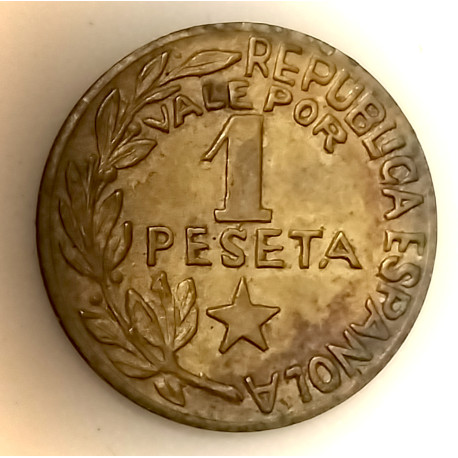 REPUBLICA ESPAÑOLA
VALE POR
1
PESETA